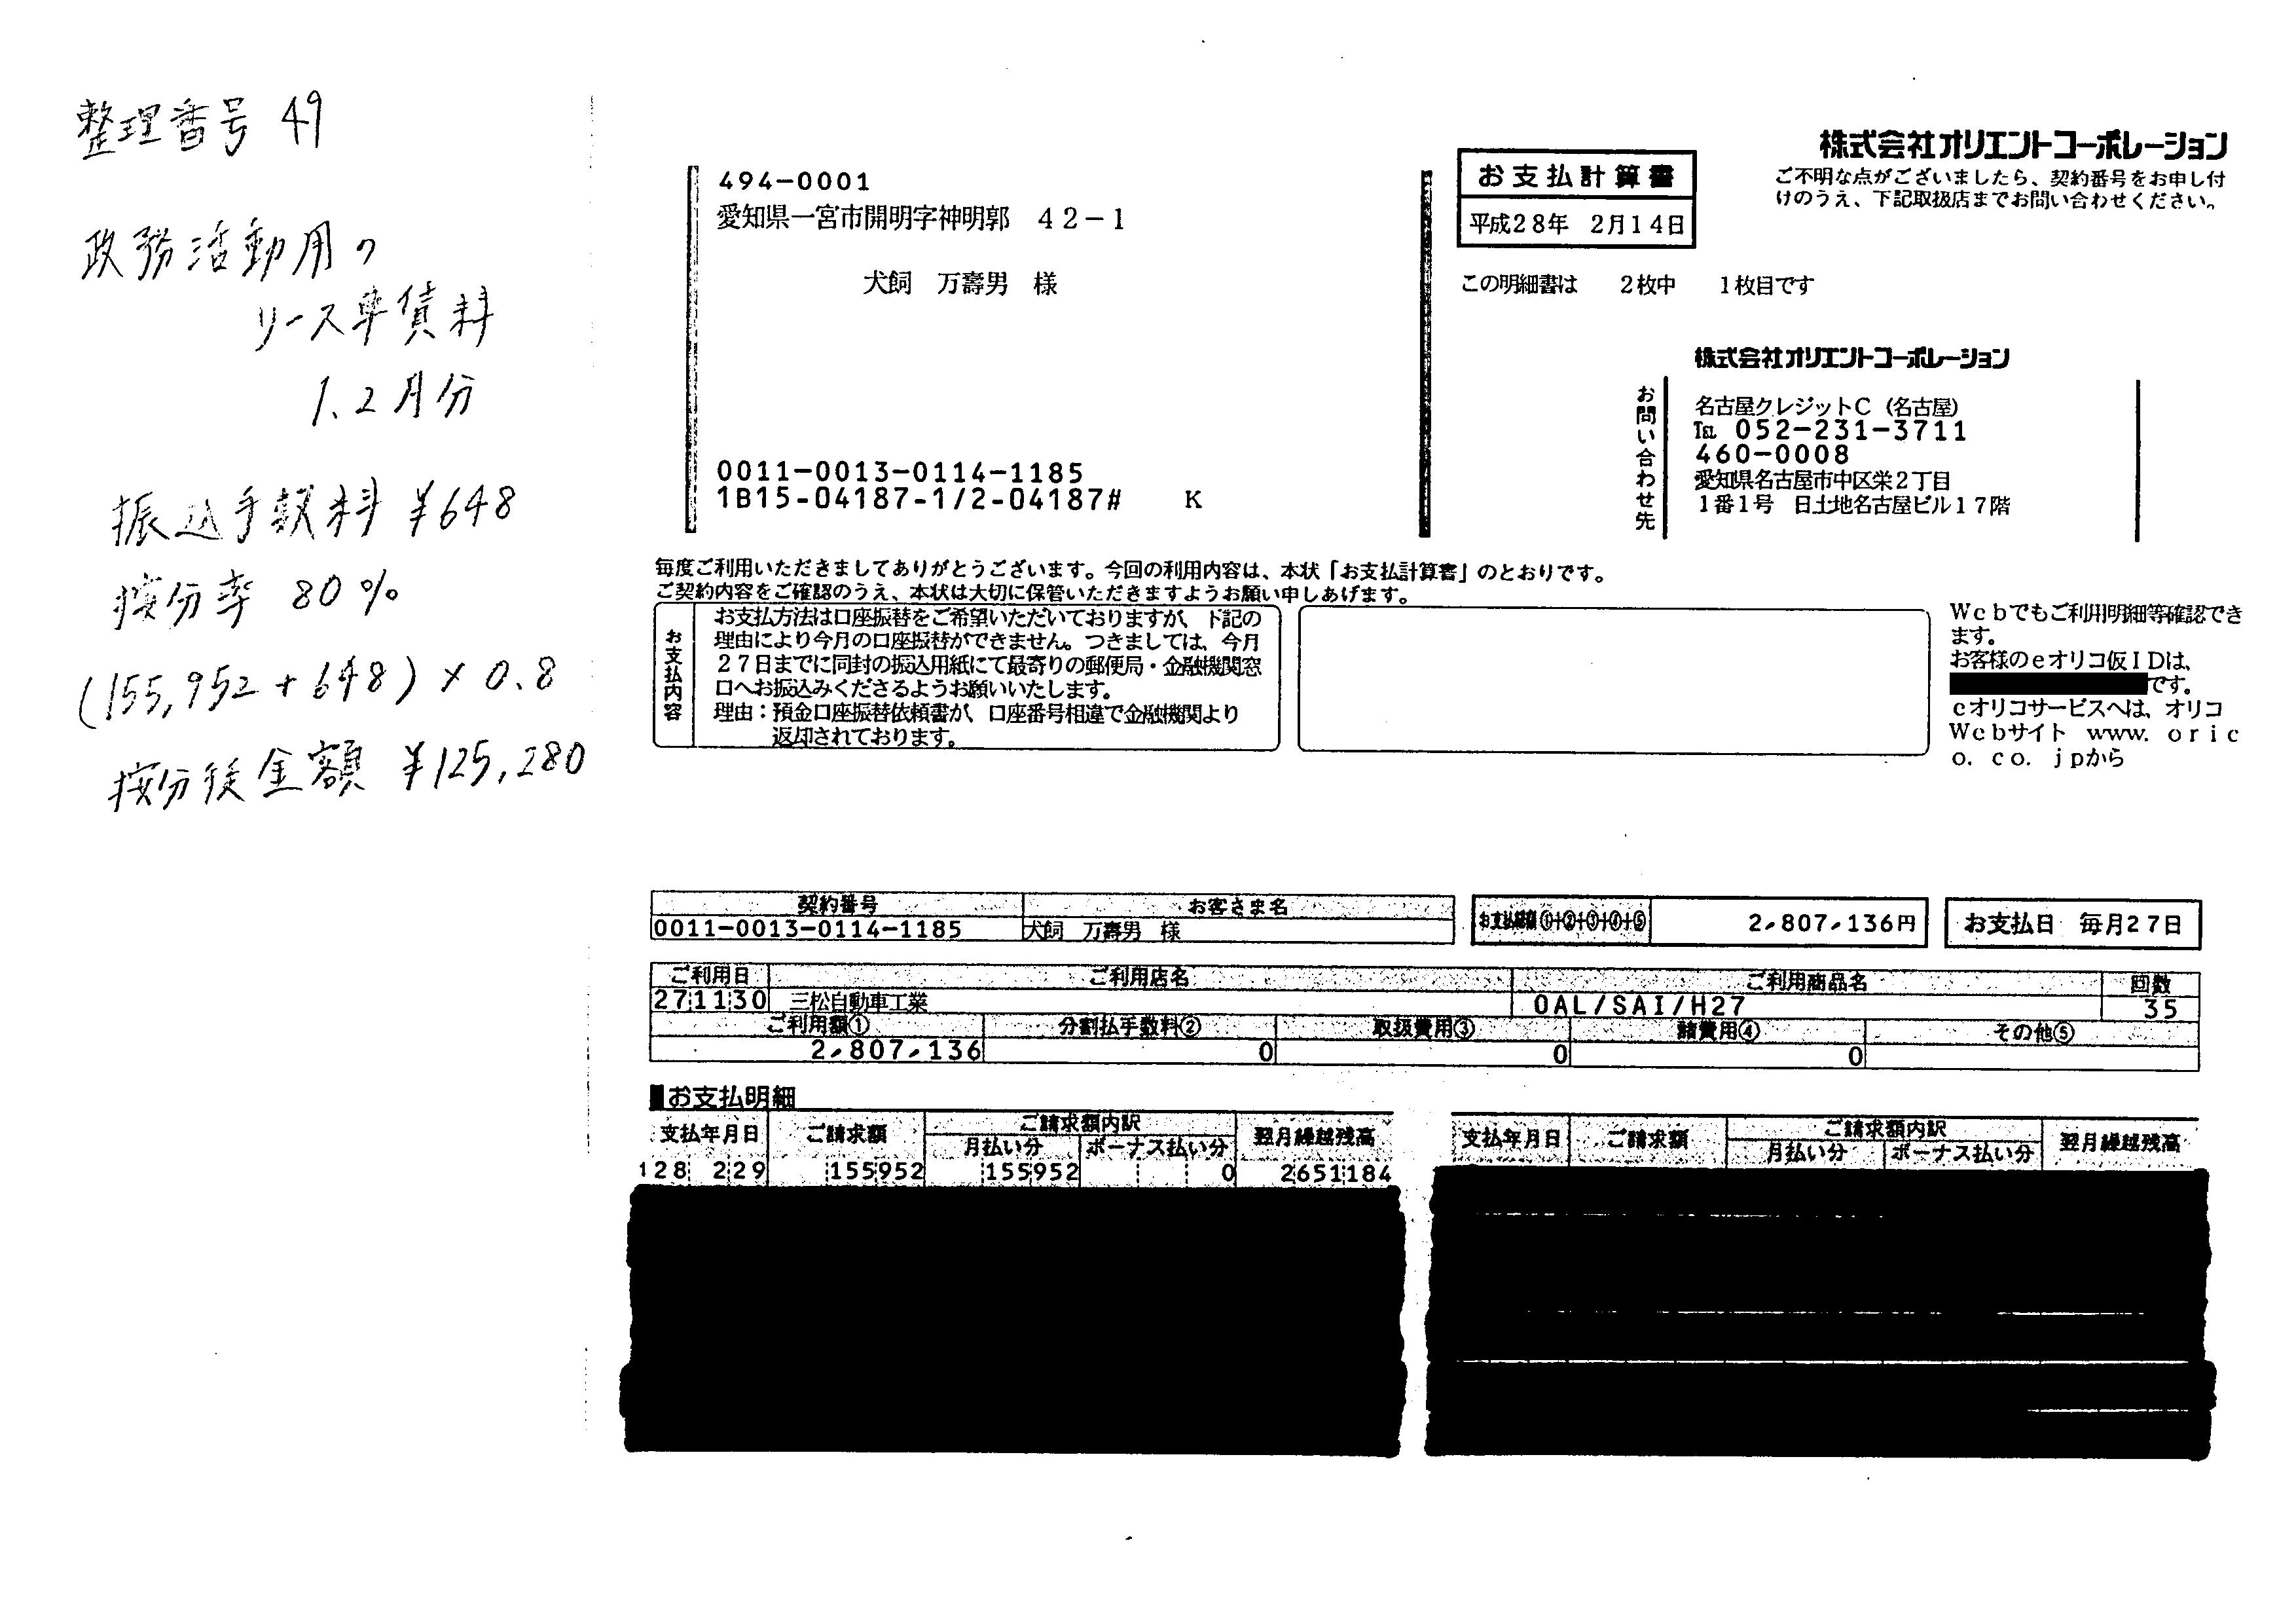 整理番号 49
政務活動用の
リース車賃料
1、2月分
振込手数料 ¥648
按分率 80%
(155,952+648)×0.8
按分後金額 ¥125,280
株式会社オリエントコーポレーション
ご不明な点がございましたら、契約番号をお申し付
けのうえ、下記取扱店までお問い合わせください。
お支払計算書
平成28年 2月14日
494-0001
愛知県一宮市開明字神明郭 42-1
犬飼 万壽男 様
この明細書は 2枚中 1枚目です
株式会社オリエントコーポレーション
お問い合わせ先
名古屋クレジットC (名古屋)
℡ 052-231-3711
460-0008
愛知県名古屋市中区栄2丁目
1番1号 日土地名古屋ビル17階
0011-0013-0114-1185
1B15-04187-1/2-04187# K
毎度ご利用いただきましてありがとうございます。今回の利用内容は、本状「お支払計算書」のとおりです。
ご契約内容をご確認のうえ、本状は大切に保管いただきますようお願い申しあげます。
お支払内容
お支払方法は口座振替をご希望いただいておりますが、下記の
理由により今月の口座振替ができません。つきましては、今月
27日までに同封の振込用紙にて最寄りの郵便局・金融機関窓
口へお振込みくださるようお願いいたします。
理由:預金口座振替依頼書が、口座番号相違で金融機関より
返却されております。
Webでもご利用明細等確認でき
ます。
お客様のeオリコ仮IDは、
です。
eオリコサービスへは、オリコ
Webサイト www.oric
o.co.jpから
契約番号 お客さま名
0011-0013-0114-1185 犬飼 万壽男 様
お支払総額①+②+③+④+⑤ 2,807,136円
お支払日 毎月27日
ご利用日 ご利用店名 ご利用商品名 回数
271130 三松自動車工業 OAL/SAI/H27 35
ご利用額① 分割払手数料② 取扱費用③ 諸費用④ その他⑤
2,807,136 0 0 0
お支払明細
支払年月日 ご請求額 ご請求額内訳 月払い分 ボーナス払い分 翌月繰越残高
128 229 155952 155952 0 2651184
支払年月日 ご請求額 ご請求額内訳 月払い分 ボーナス払い分 翌月繰越残高